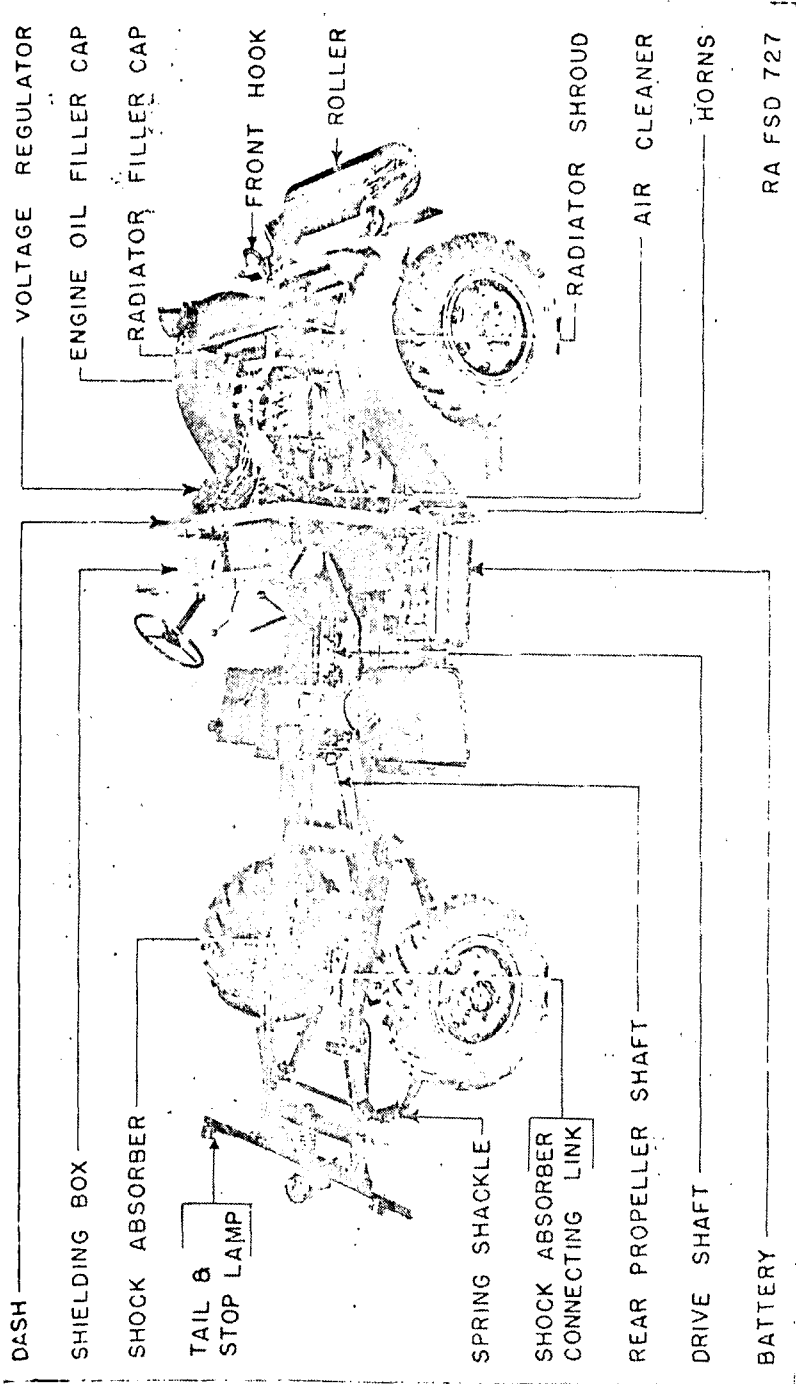 DASH
SHIELDING BOX
SHOCK ABSORBER
TAIL &
STOP LAMP
SPRING SHACKLE
SHOCK ABSORBER
CONNECTING LINK
REAR PROPELLER SHAFT
DRIVE SHAFT
BATTERY
VOLTAGE REGULATOR
ENGINE OIL FILLER CAP
RADIATOR FILLER CAP
FRONT HOOK
ROLLER
RADIATOR SHROUD
AIR CLEANER
HORNS
RA FSD 727